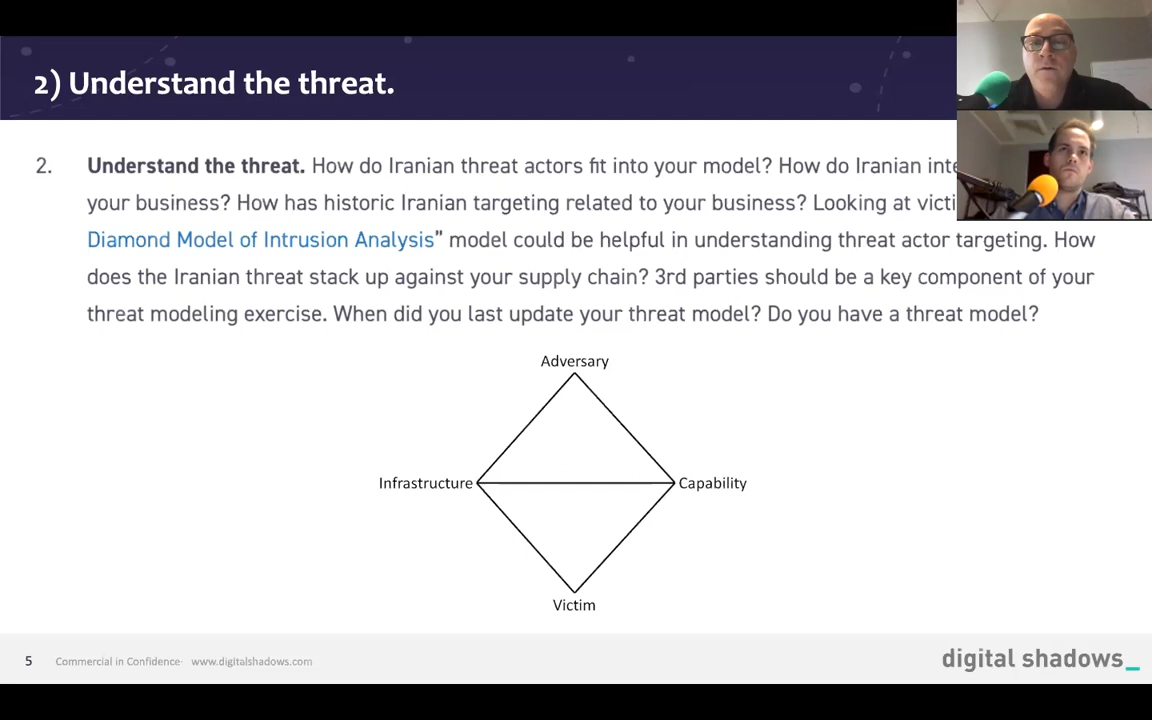 2) Understand the threat.
2. Understand the threat. How do Iranian threat actors fit into your model? How do Iranian
your business? How has historic Iranian targeting related to your business? Looking at
Diamond Model of Intrusion Analysis” model could be helpful in understanding threat actor targeting. How
does the Iranian threat stack up against your supply chain? 3rd parties should be a key component of your
threat modeling exercise. When did you last update your threat model? Do you have a threat model?
Adversary
Infrastructure
Capability
Victim
5 Commercial in Confidence· www.digitalshadows.com
digital shadows_